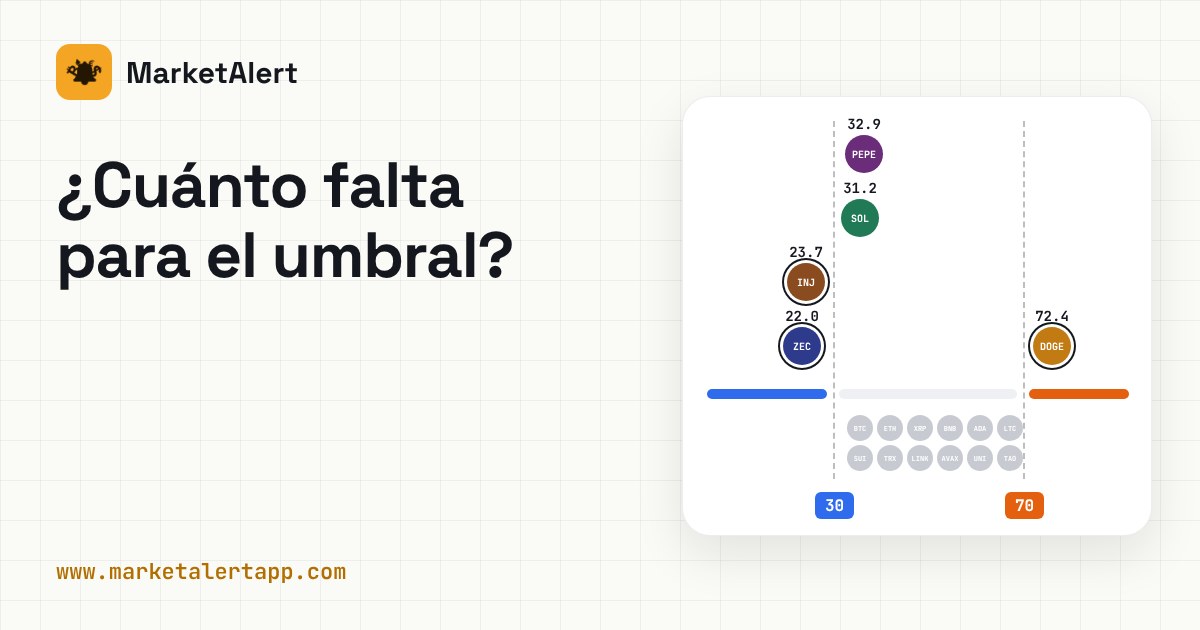 MarketAlert
¿Cuánto falta
para el umbral?
www.marketalertapp.com
32.9
PEPE
31.2
SOL
23.7
INJ
22.0
ZEC
72.4
DOGE
BTC ETH XRP BNB ADA LTC
SUI TRX LINK AVAX UNI TAO
30 70